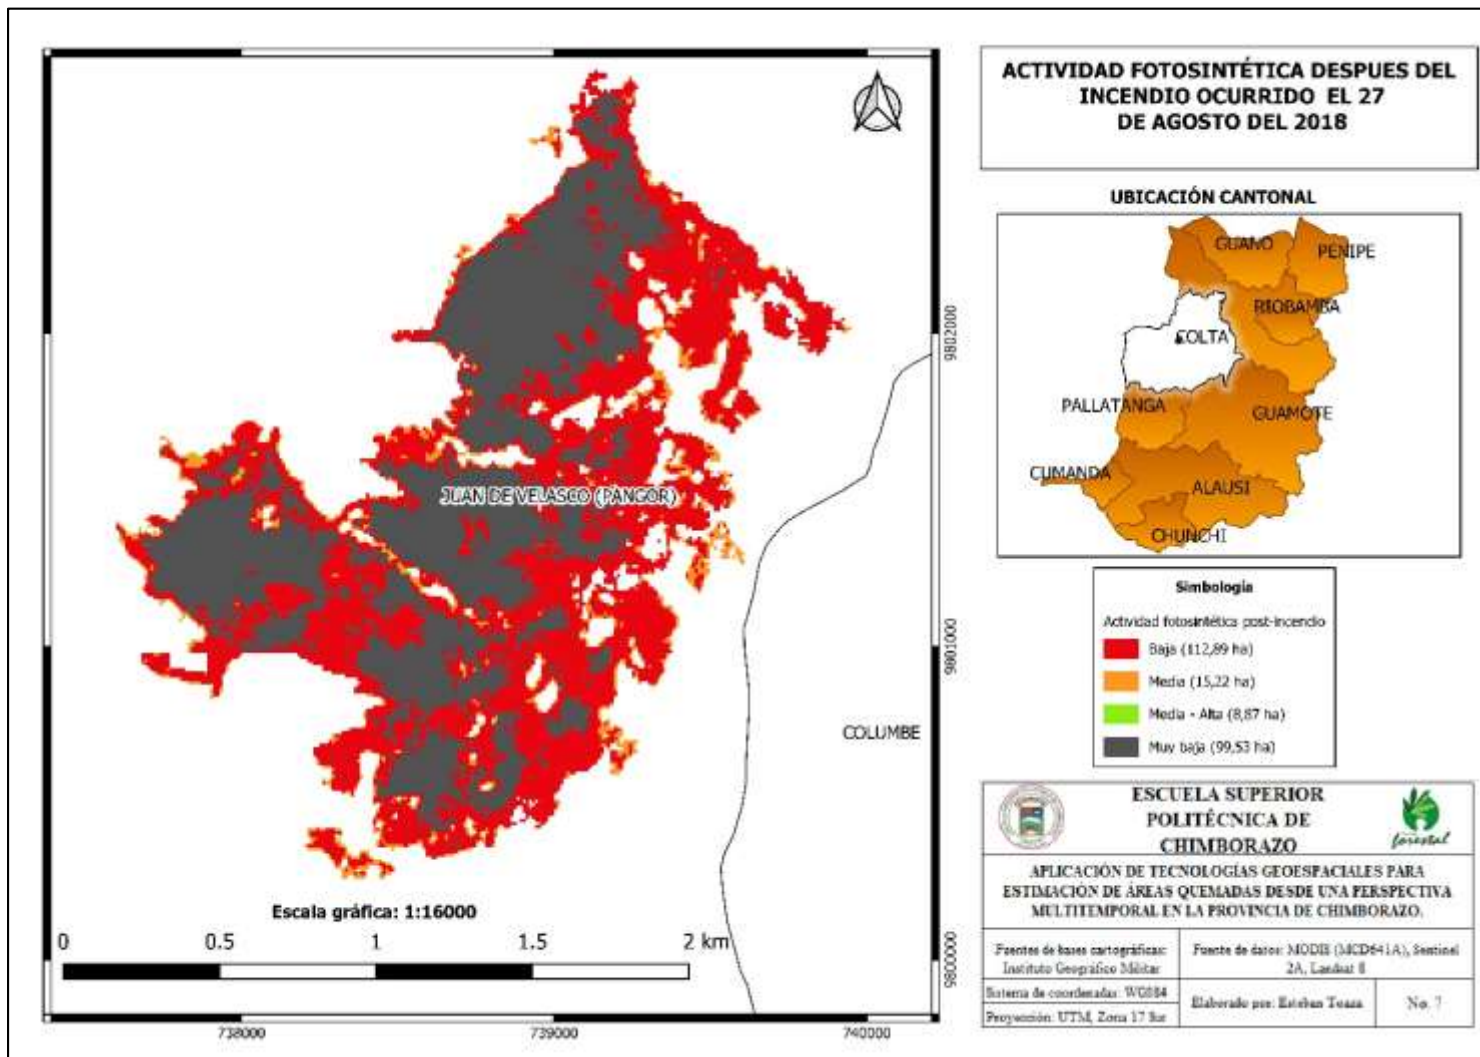 ACTIVIDAD FOTOSINTÉTICA DESPUES DEL
INCENDIO OCURRIDO EL 27
DE AGOSTO DEL 2018
UBICACIÓN CANTONAL
GUANO
PENIPE
RIOBAMBA
COLTA
PALLATANGA
GUAMOTE
CUMANDA
ALAUSI
CHUNCHI
JUAN DE VELASCO (PANGOR)
COLUMBE
9802000
9801000
9800000
738000
739000
740000
Escala gráfica: 1:16000
0
0.5
1
1.5
2 km
Simbología
Actividad fotosintética post-incendio
Baja (112,89 ha)
Media (15,22 ha)
Media - Alta (8,87 ha)
Muy baja (99,53 ha)
ESCUELA SUPERIOR
POLITÉCNICA DE
CHIMBORAZO
forestal
APLICACIÓN DE TECNOLOGÍAS GEOESPACIALES PARA
ESTIMACIÓN DE ÁREAS QUEMADAS DESDE UNA PERSPECTIVA
MULTITEMPORAL EN LA PROVINCIA DE CHIMBORAZO.
Fuentes de bases cartográficas:
Instituto Geográfico Militar
Fuente de datos: MODIS (MCD641A), Sentinel
2A, Landsat 8
Sistema de coordenadas: WGS84
Proyección: UTM, Zona 17 Sur
Elaborado por: Esteban Toaza
No. 7